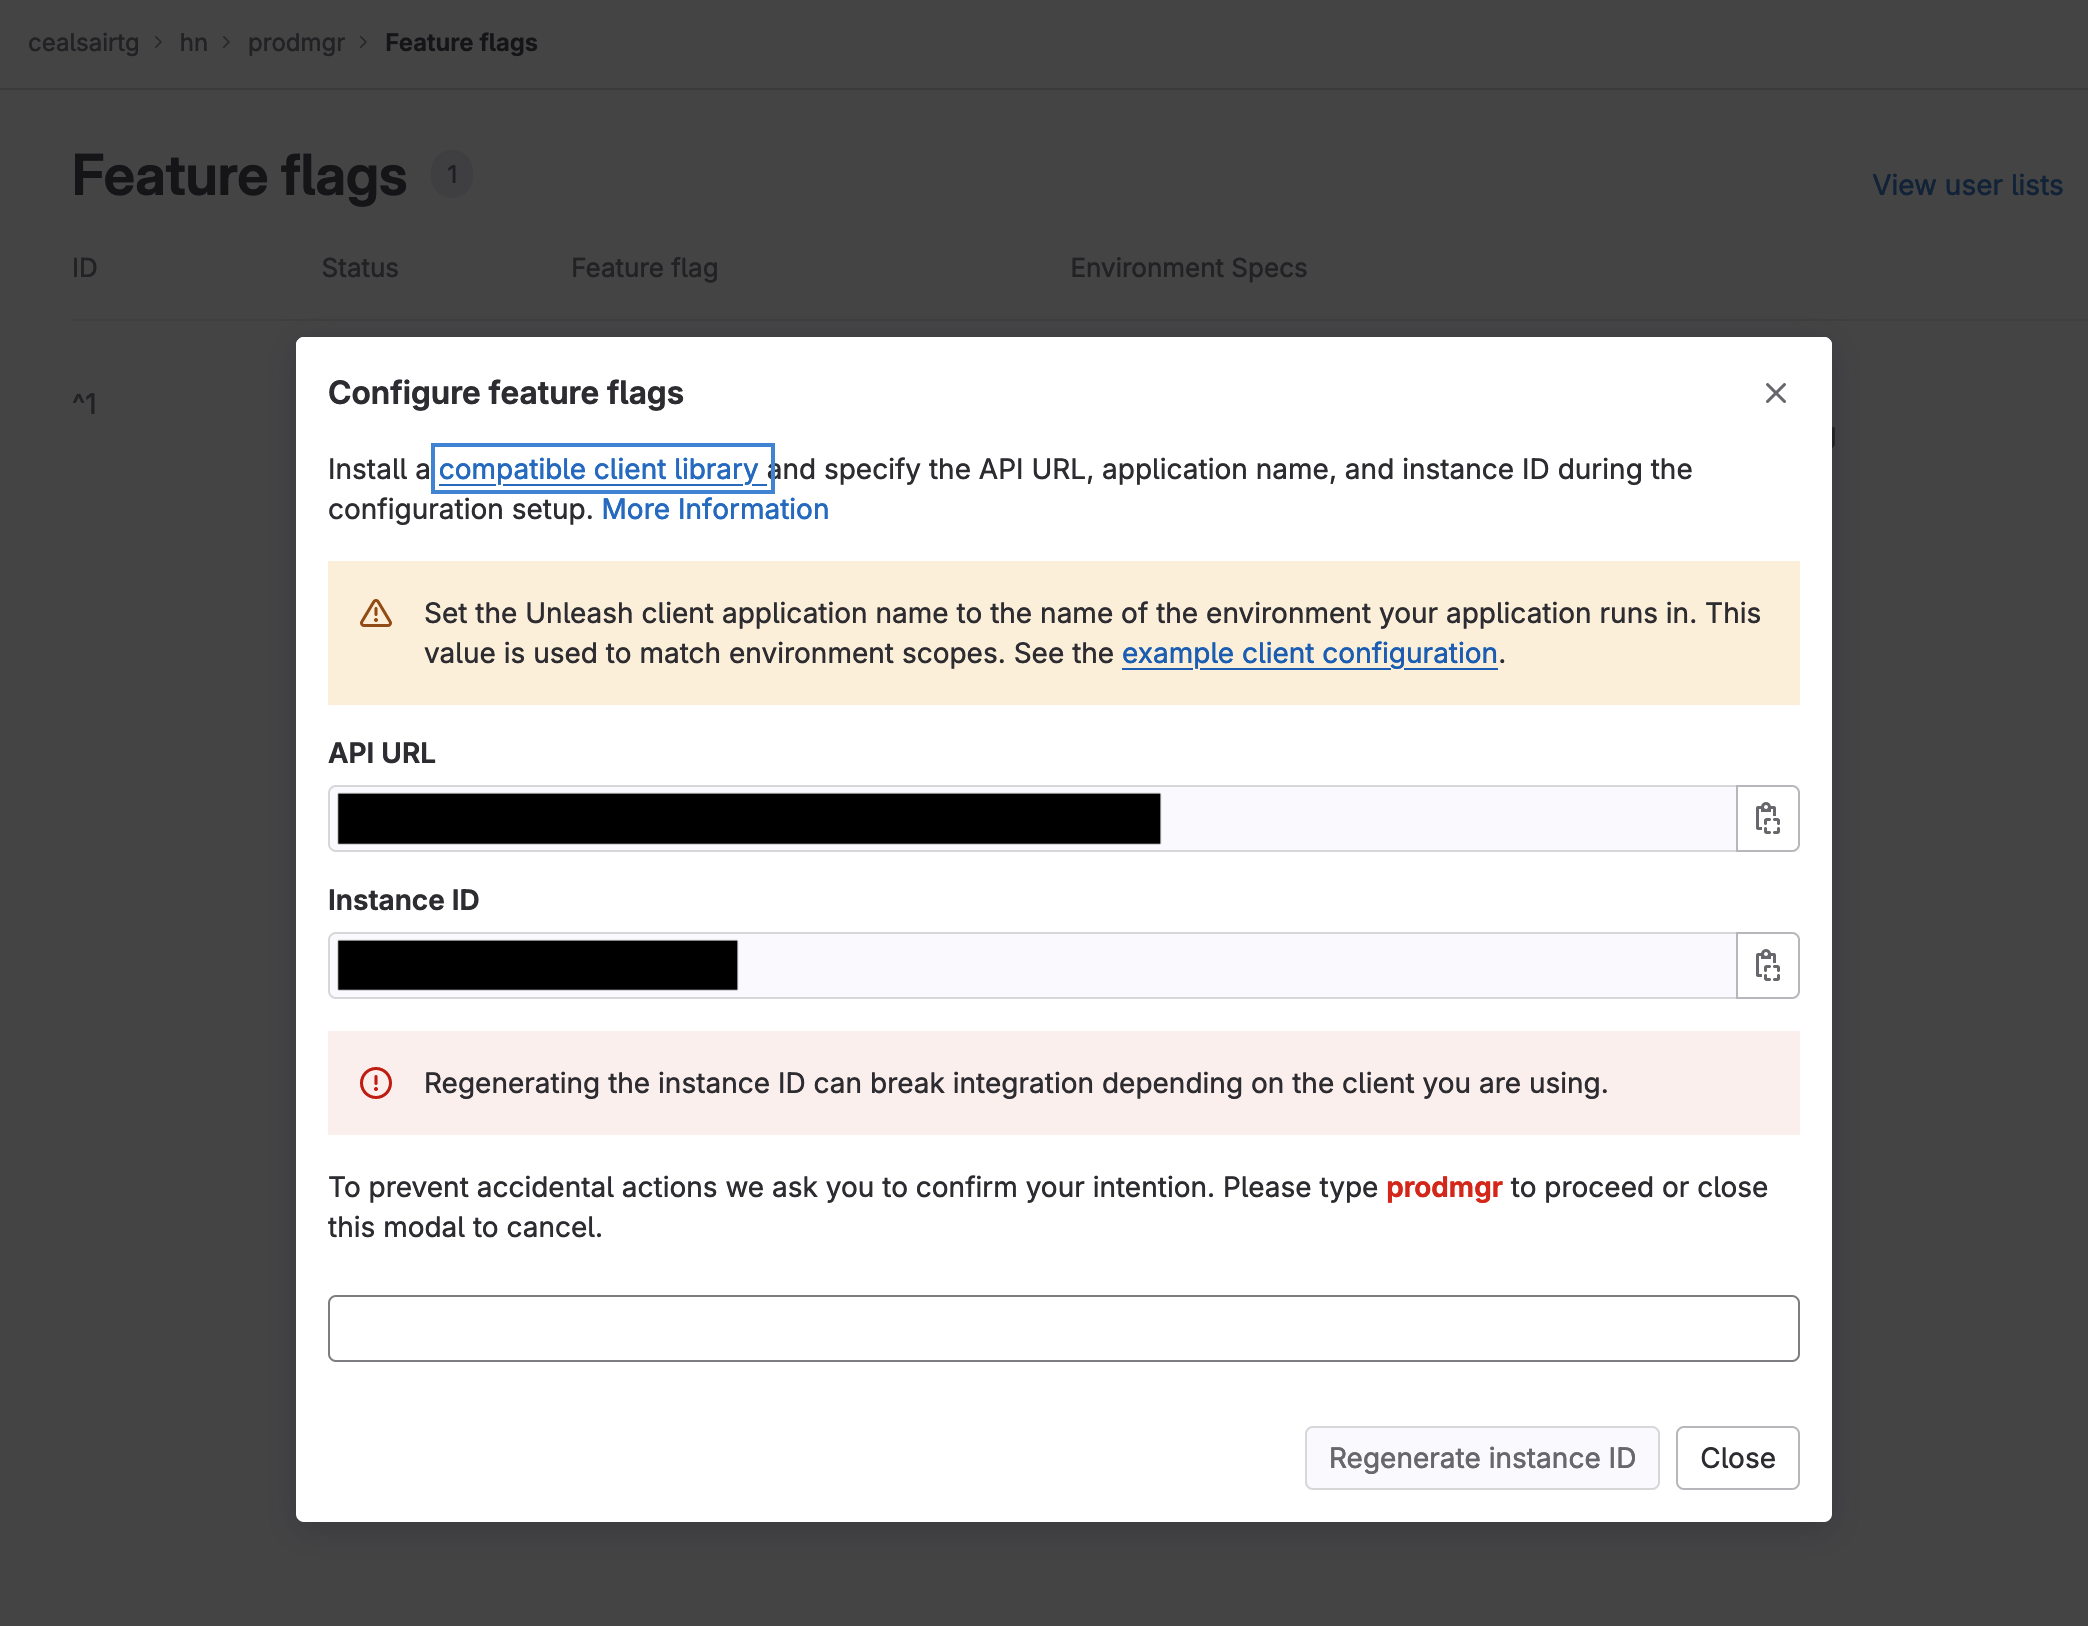 cealsairtg > hn > prodmgr > Feature flags
Feature flags 1
View user lists
ID Status Feature flag Environment Specs
^1
Configure feature flags
Install a compatible client library and specify the API URL, application name, and instance ID during the
configuration setup. More Information
Set the Unleash client application name to the name of the environment your application runs in. This
value is used to match environment scopes. See the example client configuration.
API URL
Instance ID
Regenerating the instance ID can break integration depending on the client you are using.
To prevent accidental actions we ask you to confirm your intention. Please type prodmgr to proceed or close
this modal to cancel.
Regenerate instance ID Close